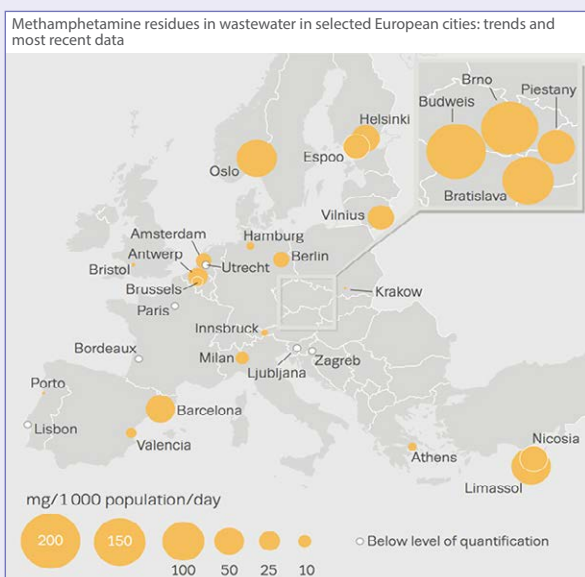 Methamphetamine residues in wastewater in selected European cities: trends and
most recent data
Brno
Piestany
Budweis
Helsinki
Espoo
Oslo
Bratislava
Vilnius
Amsterdam
Hamburg
Antwerp
Berlin
Bristol
Utrecht
Brussels
Krakow
Paris
Innsbruck
Bordeaux
Milan
Zagreb
Ljubljana
Porto
Barcelona
Lisbon
Nicosia
Valencia
Athens
Limassol
mg/1 000 population/day
200
150
100
50
25
10
Below level of quantification